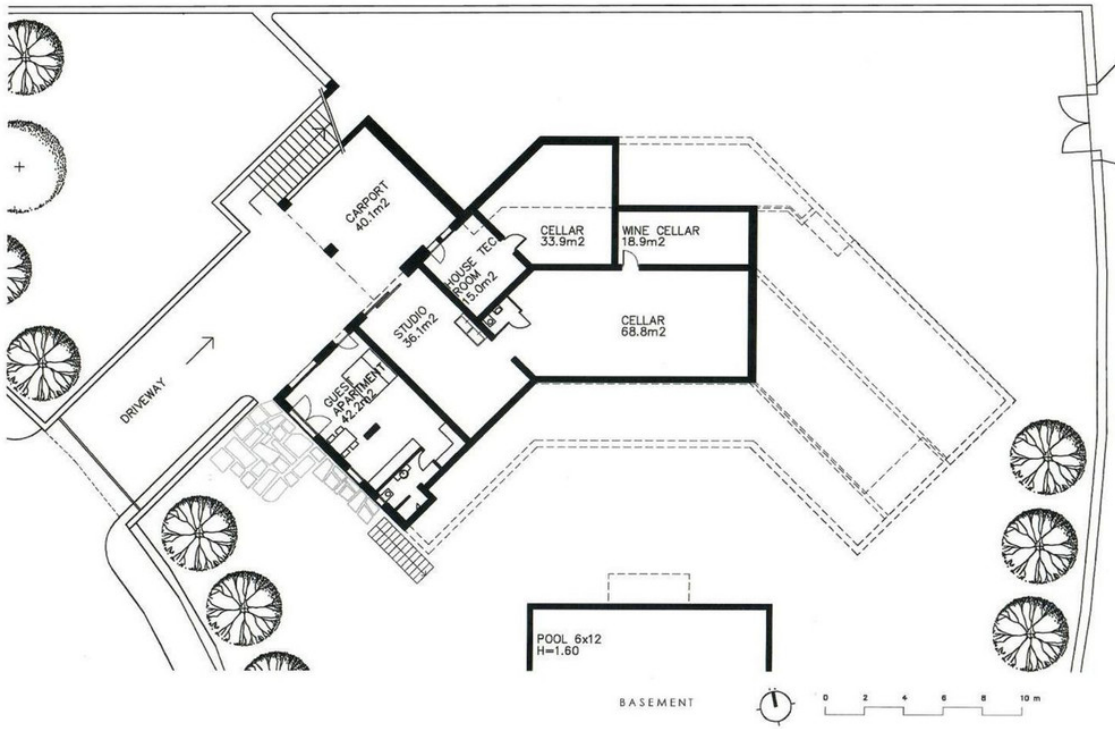 CARPORT
40.1m2
CELLAR
33.9m2
WINE CELLAR
18.9m2
HOUSE TEC.
ROOM
15.0m2
STUDIO
36.1m2
CELLAR
68.8m2
GUEST
APARTMENT
42.2m2
DRIVEWAY
POOL 6x12
H=1.60
BASEMENT
0 2 4 6 8 10 m